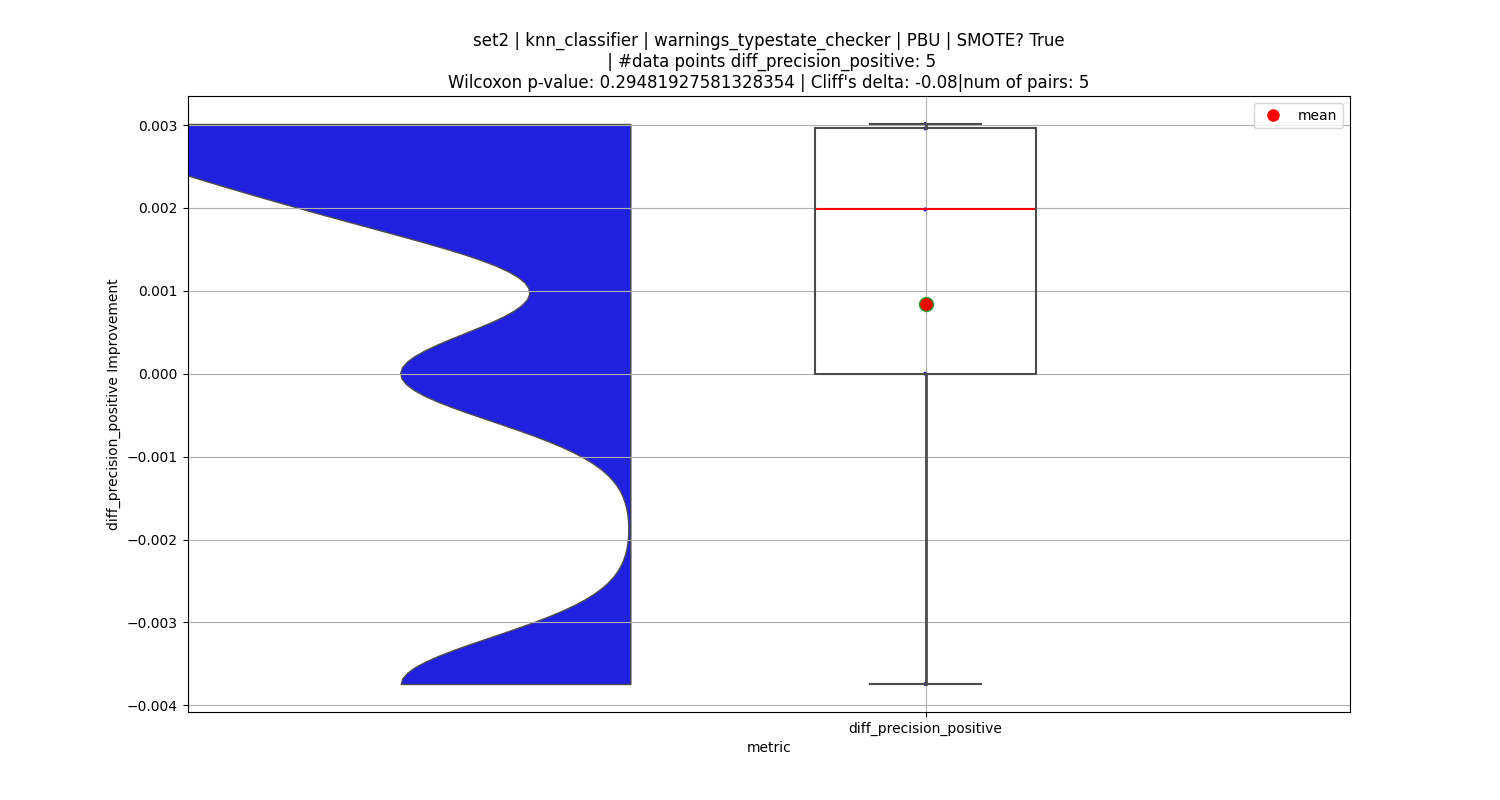 set2 | knn_classifier | warnings_typestate_checker | PBU | SMOTE? True
| #data points diff_precision_positive: 5
Wilcoxon p-value: 0.29481927581328354 | Cliff's delta: -0.08|num of pairs: 5
mean
0.003
0.002
0.001
0.000
−0.001
−0.002
−0.003
−0.004
diff_precision_positive Improvement
diff_precision_positive
metric